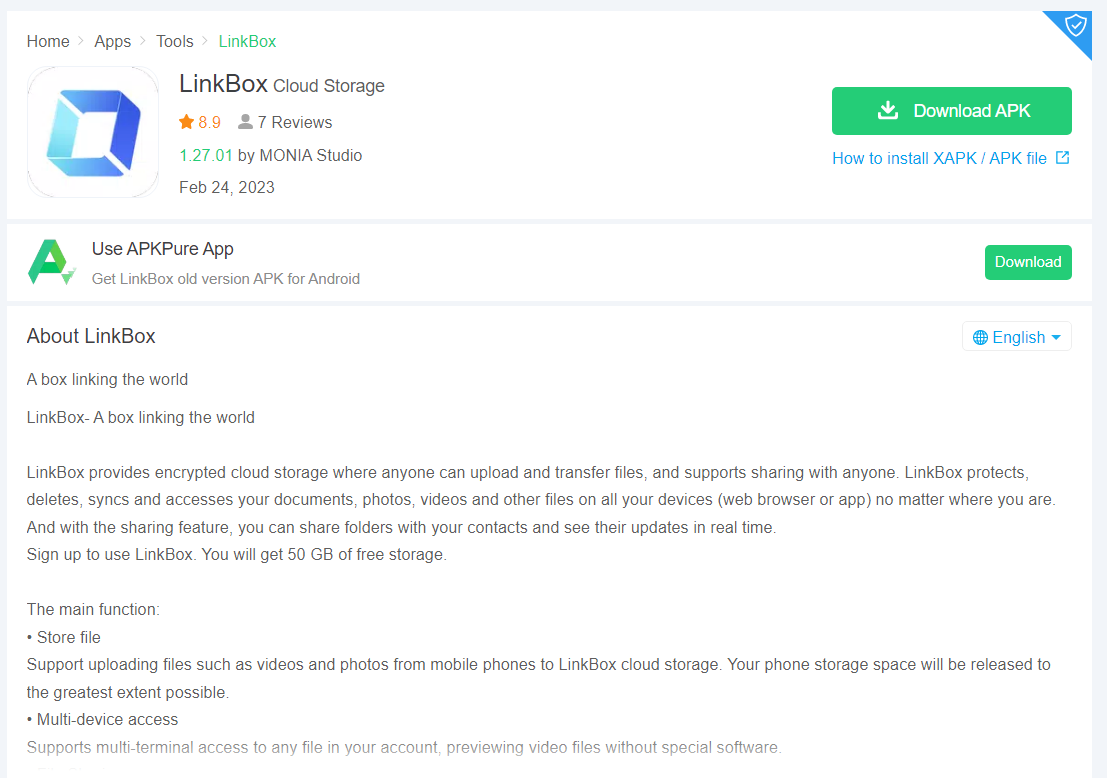 Home > Apps > Tools > LinkBox
LinkBox Cloud Storage
8.9 7 Reviews
1.27.01 by MONIA Studio
Feb 24, 2023
Download APK
How to install XAPK / APK file
Use APKPure App
Get LinkBox old version APK for Android
Download
About LinkBox
English
A box linking the world
LinkBox- A box linking the world
LinkBox provides encrypted cloud storage where anyone can upload and transfer files, and supports sharing with anyone. LinkBox protects,
deletes, syncs and accesses your documents, photos, videos and other files on all your devices (web browser or app) no matter where you are.
And with the sharing feature, you can share folders with your contacts and see their updates in real time.
Sign up to use LinkBox. You will get 50 GB of free storage.
The main function:
• Store file
Support uploading files such as videos and photos from mobile phones to LinkBox cloud storage. Your phone storage space will be released to
the greatest extent possible.
• Multi-device access
Supports multi-terminal access to any file in your account, previewing video files without special software.